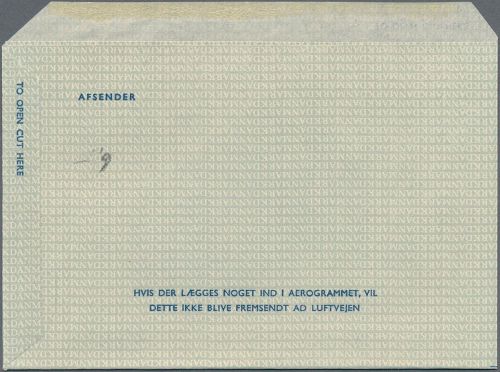 TO OPEN CUT HERE
AFSENDER
HVIS DER LÆGGES NOGET IND I AEROGRAMMET, VIL
DETTE IKKE BLIVE FREMSENDT AD LUFTVEJEN